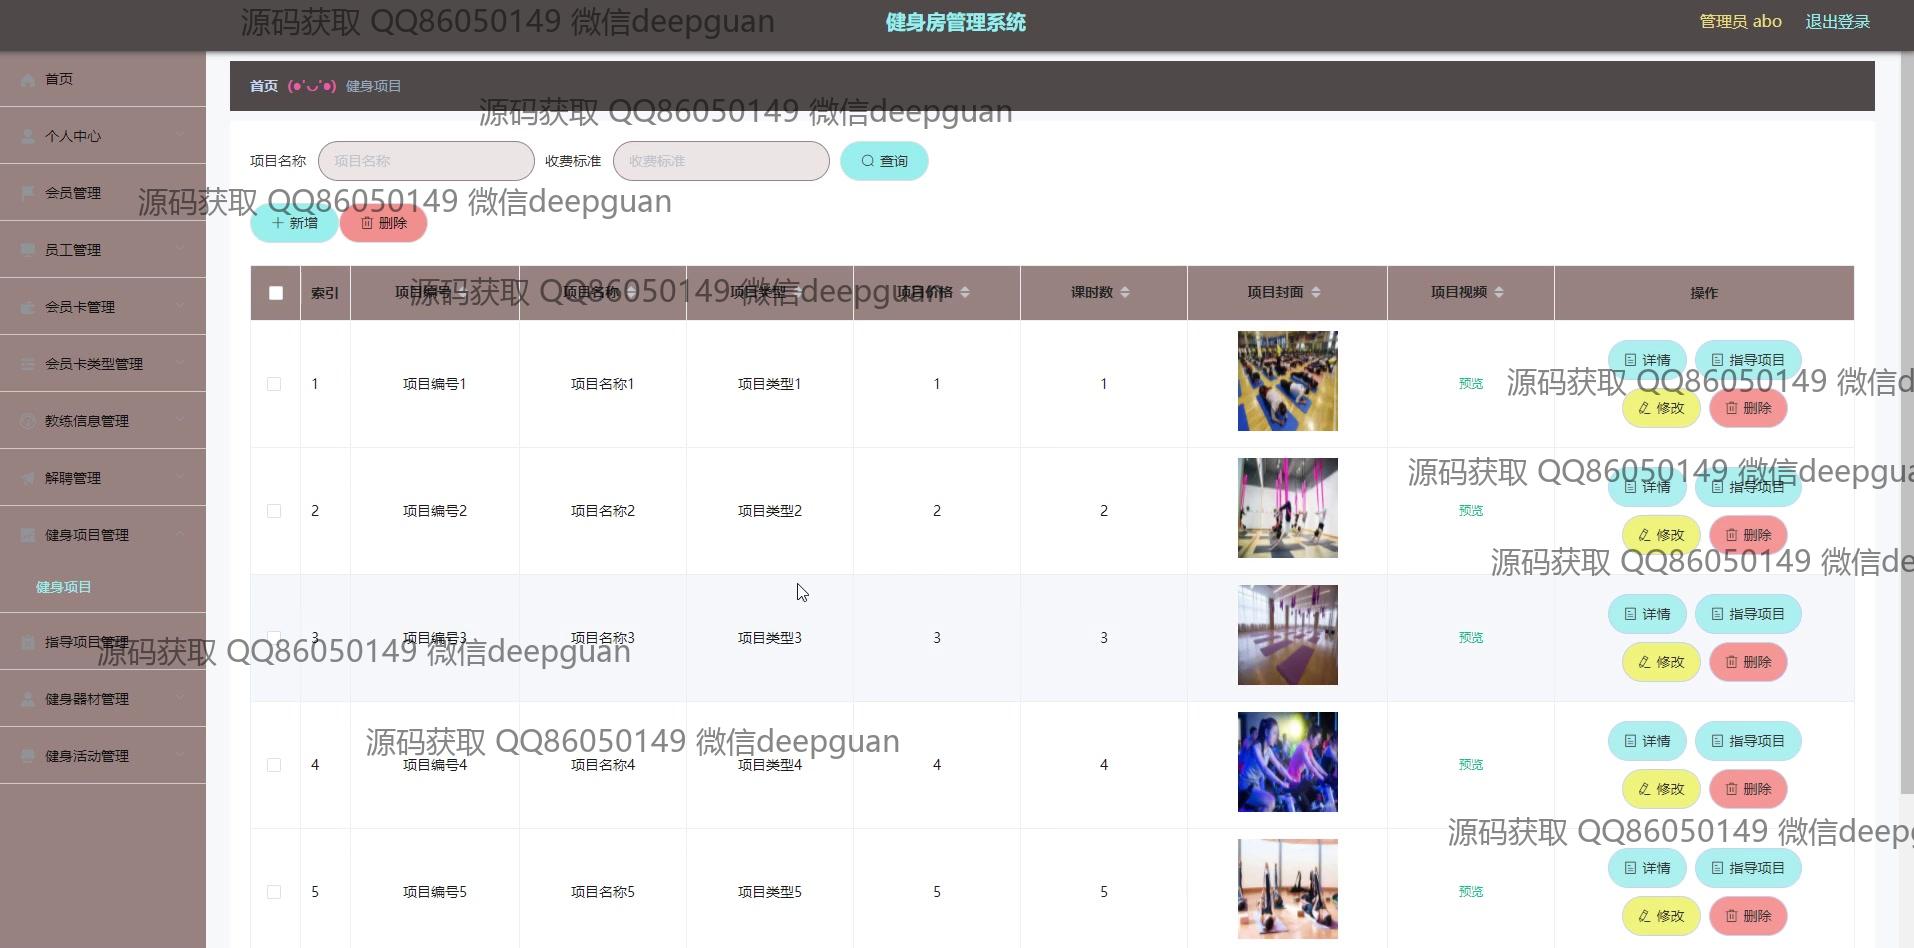 源码获取 QQ86050149 微信deepguan
健身房管理系统
管理员 abo
退出登录
首页
个人中心
会员管理
员工管理
会员卡管理
会员卡类型管理
教练信息管理
解聘管理
健身项目管理
健身项目
指导项目管理
健身器材管理
健身活动管理
首页 (●'◡'●) 健身项目
源码获取 QQ86050149 微信deepguan
项目名称 项目名称 收费标准 收费标准 查询
源码获取 QQ86050149 微信deepguan
新增 删除
源码获取 QQ86050149 微信deepguan
索引 项目编号 项目名称 项目类型 项目价格 课时数 项目封面 项目视频 操作
1 项目编号1 项目名称1 项目类型1 1 1 预览 详情 指导项目
修改 删除
源码获取 QQ86050149 微信d
2 项目编号2 项目名称2 项目类型2 2 2 预览 详情 指导项目
修改 删除
源码获取 QQ86050149 微信deepgua
源码获取 QQ86050149 微信de
3 项目编号3 项目名称3 项目类型3 3 3 预览 详情 指导项目
修改 删除
源码获取 QQ86050149 微信deepguan
4 项目编号4 项目名称4 项目类型4 4 4 预览 详情 指导项目
修改 删除
源码获取 QQ86050149 微信deepguan
源码获取 QQ86050149 微信deepg
5 项目编号5 项目名称5 项目类型5 5 5 预览 详情 指导项目
修改 删除